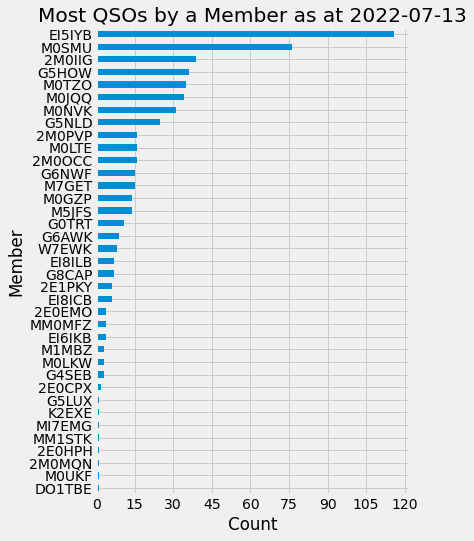 Most QSOs by a Member as at 2022-07-13
EI5IYB
M0SMU
2M0IIG
G5HOW
M0TZO
M0JQQ
M0NVK
G5NLD
2M0PVP
M0LTE
2M0OCC
G6NWF
M7GET
M0GZP
M5JFS
G0TRT
G6AWK
W7EWK
EI8ILB
G8CAP
2E1PKY
EI8ICB
2E0EMO
MM0MFZ
EI6IKB
M1MBZ
M0LKW
G4SEB
2E0CPX
G5LUX
K2EXE
MI7EMG
MM1STK
2E0HPH
2M0MQN
M0UKF
DO1TBE
Member
0 15 30 45 60 75 90 105 120
Count